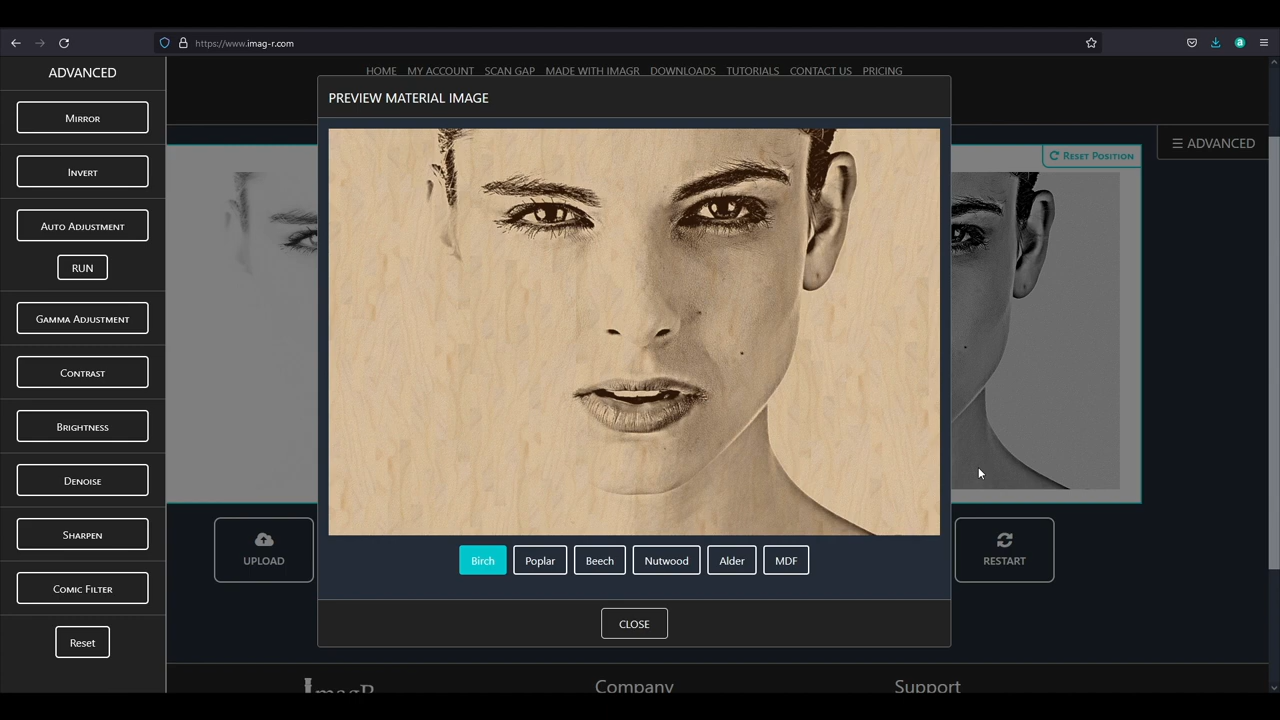 https://www.imag-r.com
ADVANCED
MIRROR
INVERT
AUTO ADJUSTMENT
RUN
GAMMA ADJUSTMENT
CONTRAST
BRIGHTNESS
DENOISE
SHARPEN
COMIC FILTER
Reset
HOME MY ACCOUNT SCAN GAP MADE WITH IMAGR DOWNLOADS TUTORIALS CONTACT US PRICING
PREVIEW MATERIAL IMAGE
☰ ADVANCED
RESET POSITION
Birch Poplar Beech Nutwood Alder MDF
UPLOAD
RESTART
CLOSE
ImagR Company Support